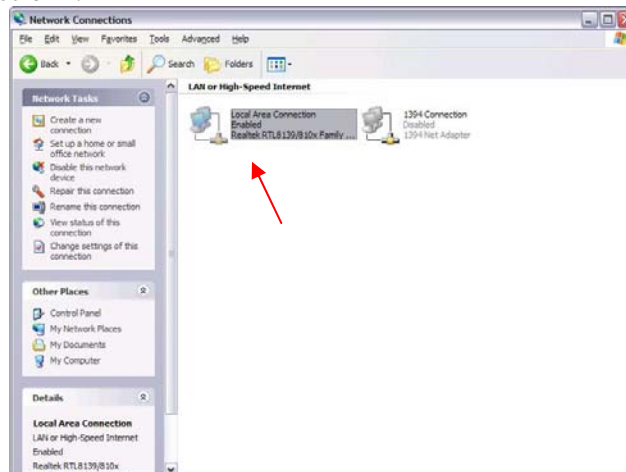 Network Connections
File Edit View Favorites Tools Advanced Help
Back Search Folders
Network Tasks
Create a new
connection
Set up a home or small
office network
Disable this network
device
Repair this connection
Rename this connection
View status of this
connection
Change settings of this
connection
Other Places
Control Panel
My Network Places
My Documents
My Computer
Details
Local Area Connection
LAN or High-Speed Internet
Enabled
Realtek RTL8139/810x
LAN or High-Speed Internet
Local Area Connection
Enabled
Realtek RTL8139/810x Family ...
1394 Connection
Disabled
1394 Net Adapter